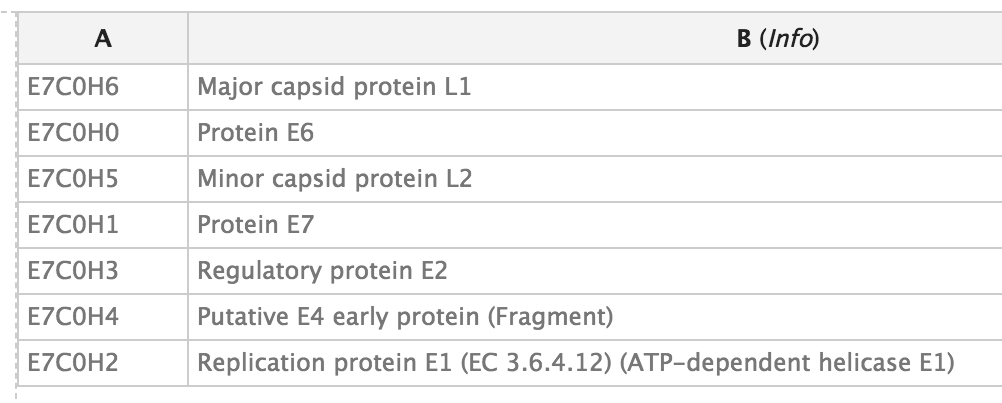 A B (Info)
E7C0H6 Major capsid protein L1
E7C0H0 Protein E6
E7C0H5 Minor capsid protein L2
E7C0H1 Protein E7
E7C0H3 Regulatory protein E2
E7C0H4 Putative E4 early protein (Fragment)
E7C0H2 Replication protein E1 (EC 3.6.4.12) (ATP-dependent helicase E1)